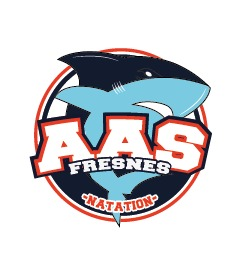 AAS
FRESNES
-NATATION-